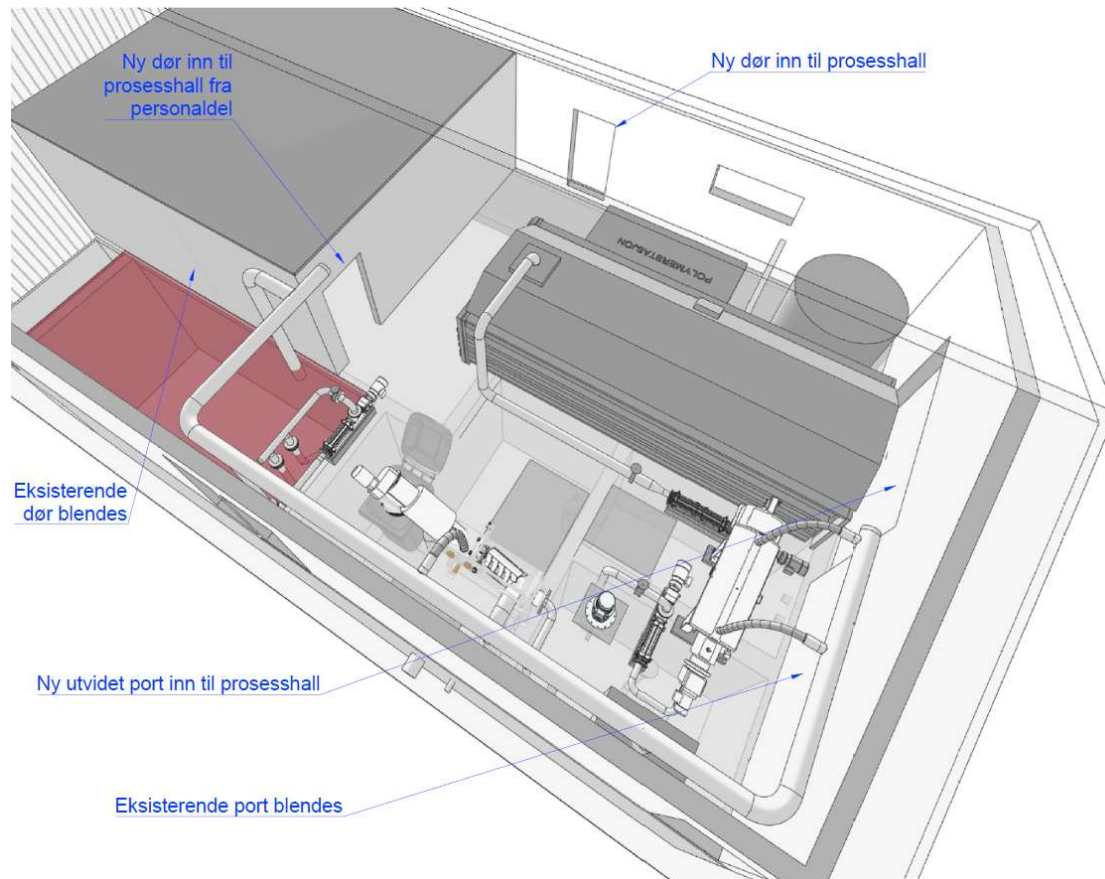 Ny dør inn til
prosesshall fra
personaldel
Ny dør inn til prosesshall
POLYMERSTASJON
Eksisterende
dør blendes
Ny utvidet port inn til prosesshall
Eksisterende port blendes